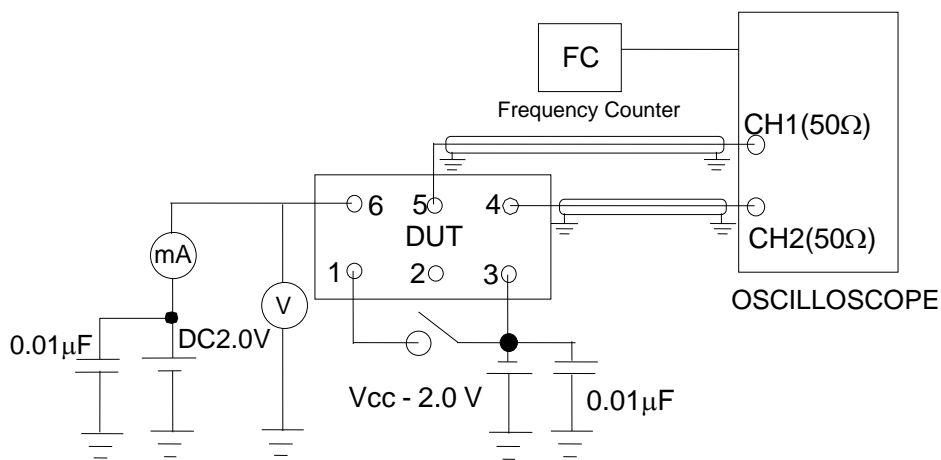 FC
Frequency Counter
CH1(50Ω)
6
5
4
DUT
mA
CH2(50Ω)
1
2
3
V
OSCILLOSCOPE
DC2.0V
0.01μF
Vcc - 2.0 V
0.01μF